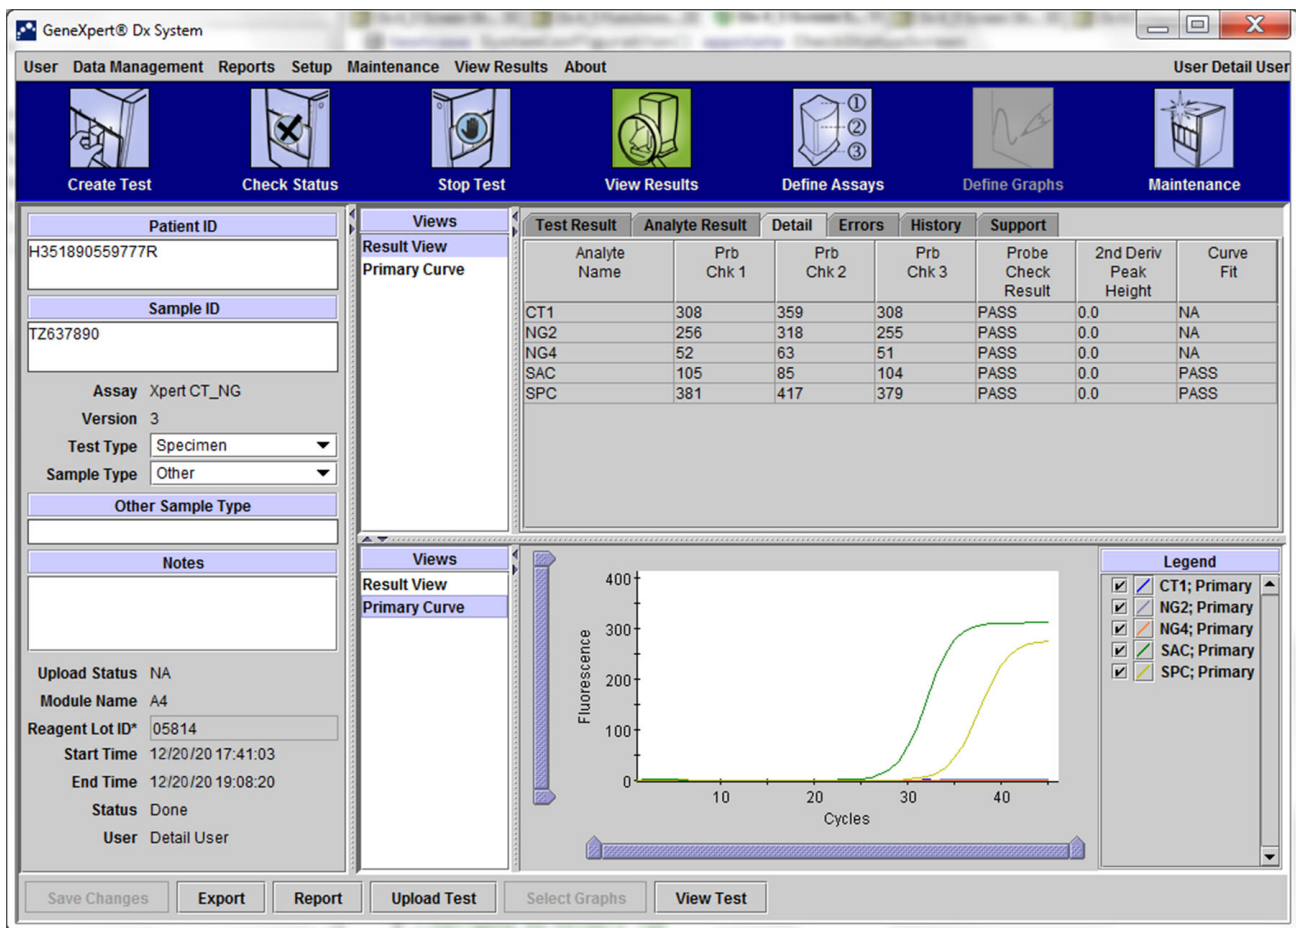 GeneXpert® Dx System
User Data Management Reports Setup Maintenance View Results About User Detail User
Create Test Check Status Stop Test View Results Define Assays Define Graphs Maintenance
① ② ③
Patient ID
H351890559777R
Sample ID
TZ637890
Assay Xpert CT_NG
Version 3
Test Type Specimen
Sample Type Other
Other Sample Type
Notes
Upload Status NA
Module Name A4
Reagent Lot ID* 05814
Start Time 12/20/20 17:41:03
End Time 12/20/20 19:08:20
Status Done
User Detail User
Views
Result View
Primary Curve
Test Result Analyte Result Detail Errors History Support
Analyte Name Prb Chk 1 Prb Chk 2 Prb Chk 3 Probe Check Result 2nd Deriv Peak Height Curve Fit
CT1 308 359 308 PASS 0.0 NA
NG2 256 318 255 PASS 0.0 NA
NG4 52 63 51 PASS 0.0 NA
SAC 105 85 104 PASS 0.0 PASS
SPC 381 417 379 PASS 0.0 PASS
Views
Result View
Primary Curve
Fluorescence
400
300
200
100
0
10 20 30 40
Cycles
Legend
CT1; Primary
NG2; Primary
NG4; Primary
SAC; Primary
SPC; Primary
Save Changes Export Report Upload Test Select Graphs View Test